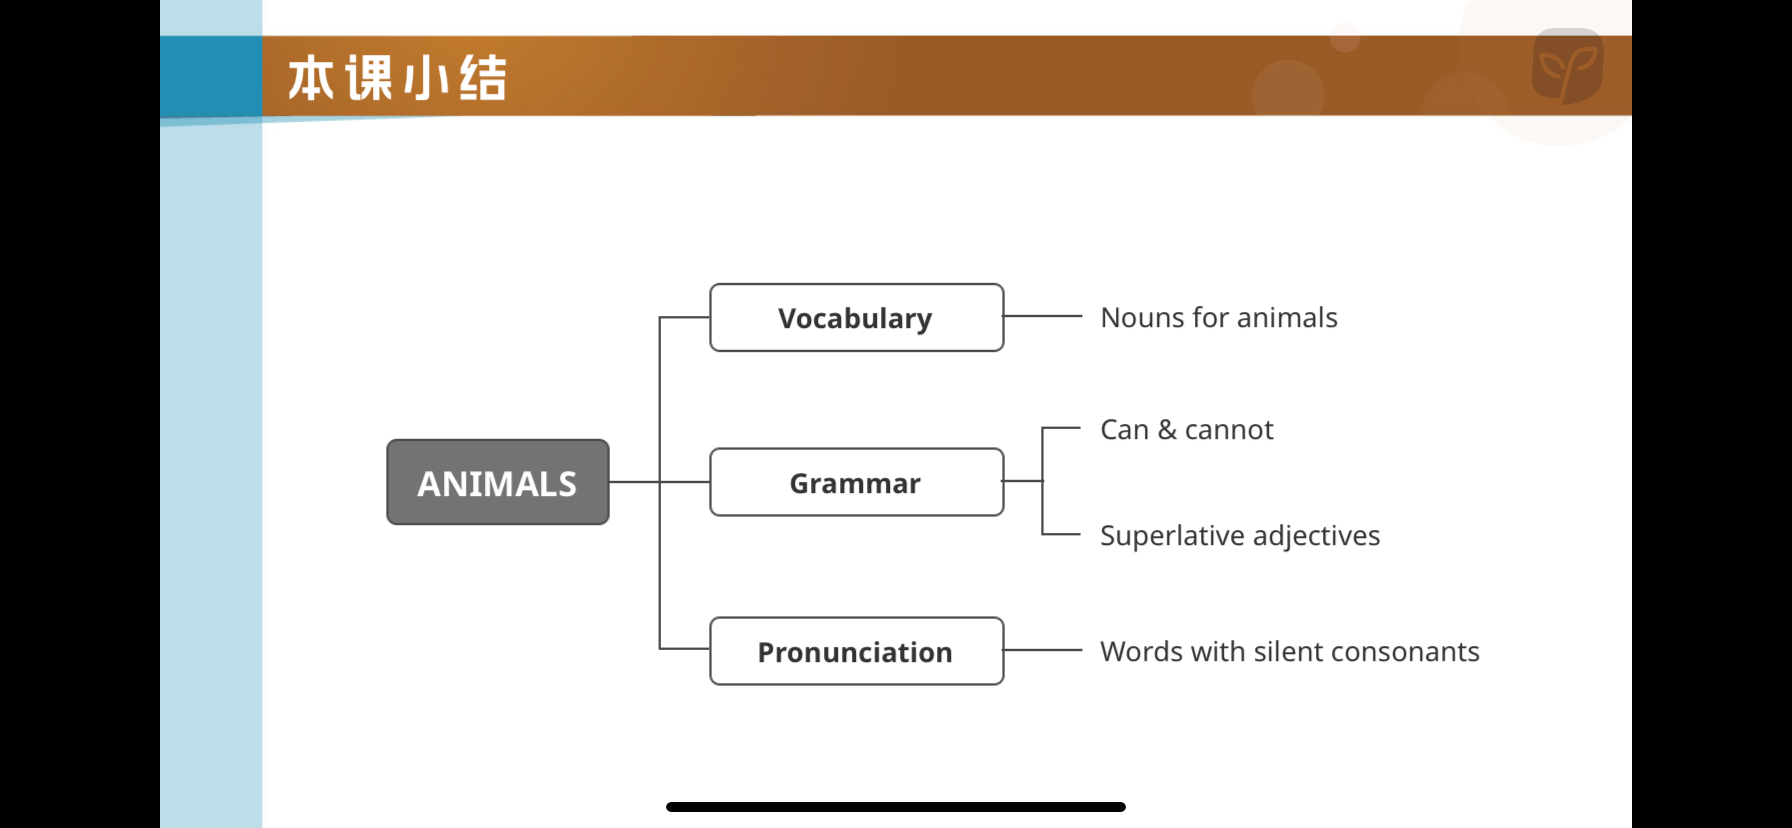 本课小结
Vocabulary
Nouns for animals
Can & cannot
ANIMALS
Grammar
Superlative adjectives
Pronunciation
Words with silent consonants